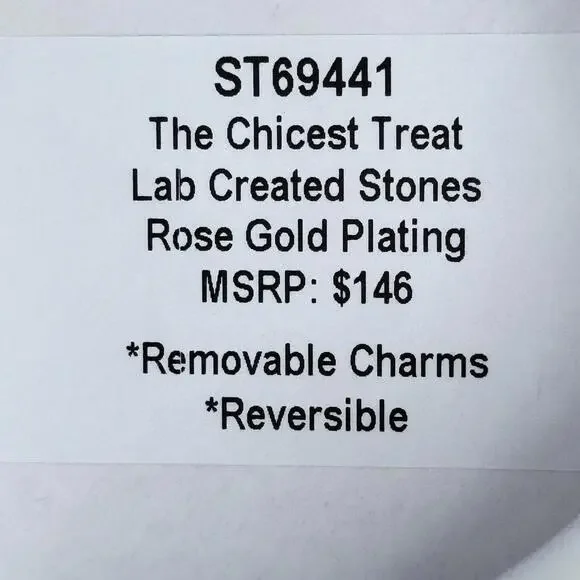 ST69441
The Chicest Treat
Lab Created Stones
Rose Gold Plating
MSRP: $146
*Removable Charms
*Reversible